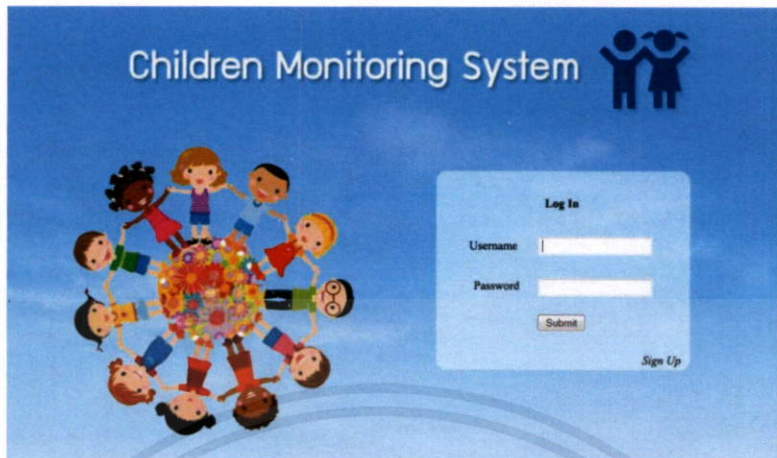 Children Monitoring System
Log In
Username
Password
Submit
Sign Up